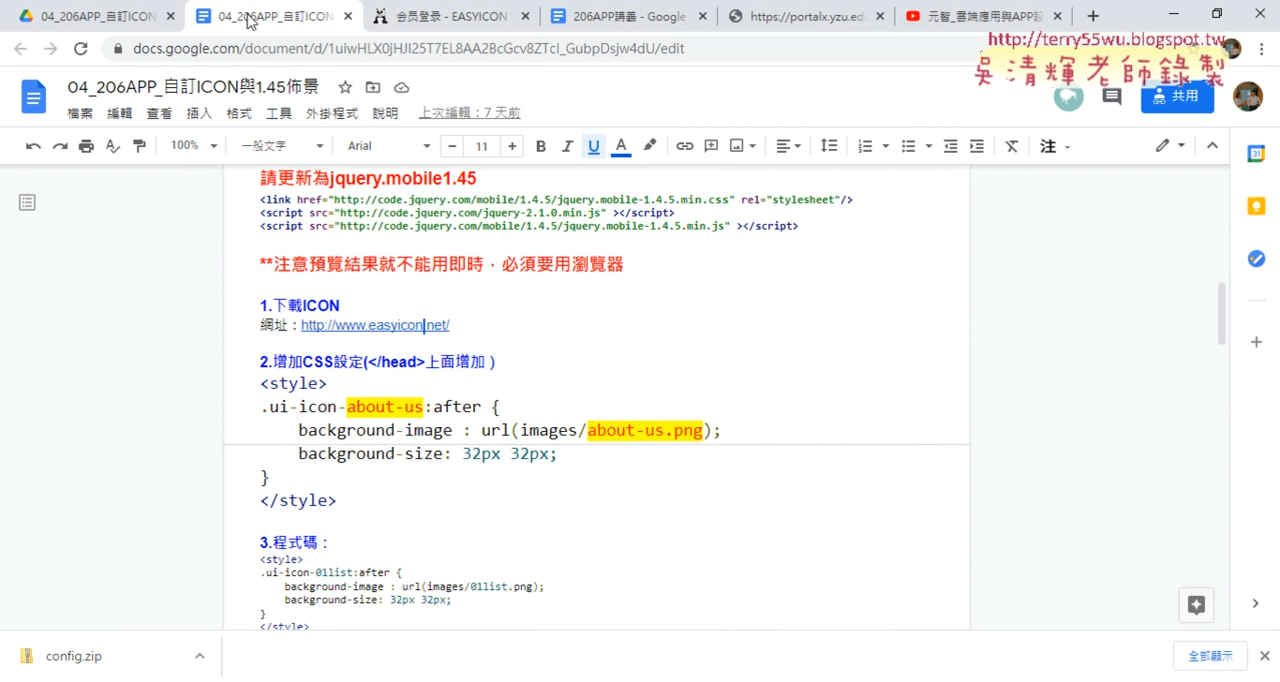 04_206APP_自訂ICON
04_206APP_自訂ICON
会员登录 - EASYICON
206APP講義 - Google
https://portalx.yzu.ed
元智_雲端應用與APP設
docs.google.com/document/d/1uiwHLX0jHJI25T7EL8AA2BcGcv8ZTcI_GubpDsjw4dU/edit
http://terry55wu.blogspot.tw
吳清輝老師錄製
04_206APP_自訂ICON與1.45佈景
檔案 編輯 查看 插入 格式 工具 外掛程式 說明 上次編輯：7 天前
共用
100% 一般文字 Arial 11 B I U A 注
31
請更新為jquery.mobile1.45
<link href="http://code.jquery.com/mobile/1.4.5/jquery.mobile-1.4.5.min.css" rel="stylesheet"/>
<script src="http://code.jquery.com/jquery-2.1.0.min.js" ></script>
<script src="http://code.jquery.com/mobile/1.4.5/jquery.mobile-1.4.5.min.js" ></script>
**注意預覽結果就不能用即時，必須要用瀏覽器
1.下載ICON
網址：http://www.easyicon.net/
2.增加CSS設定(</head>上面增加）
<style>
.ui-icon-about-us:after {
background-image : url(images/about-us.png);
background-size: 32px 32px;
}
</style>
3.程式碼：
<style>
.ui-icon-01list:after {
background-image : url(images/01list.png);
background-size: 32px 32px;
}
</style>
config.zip
全部顯示